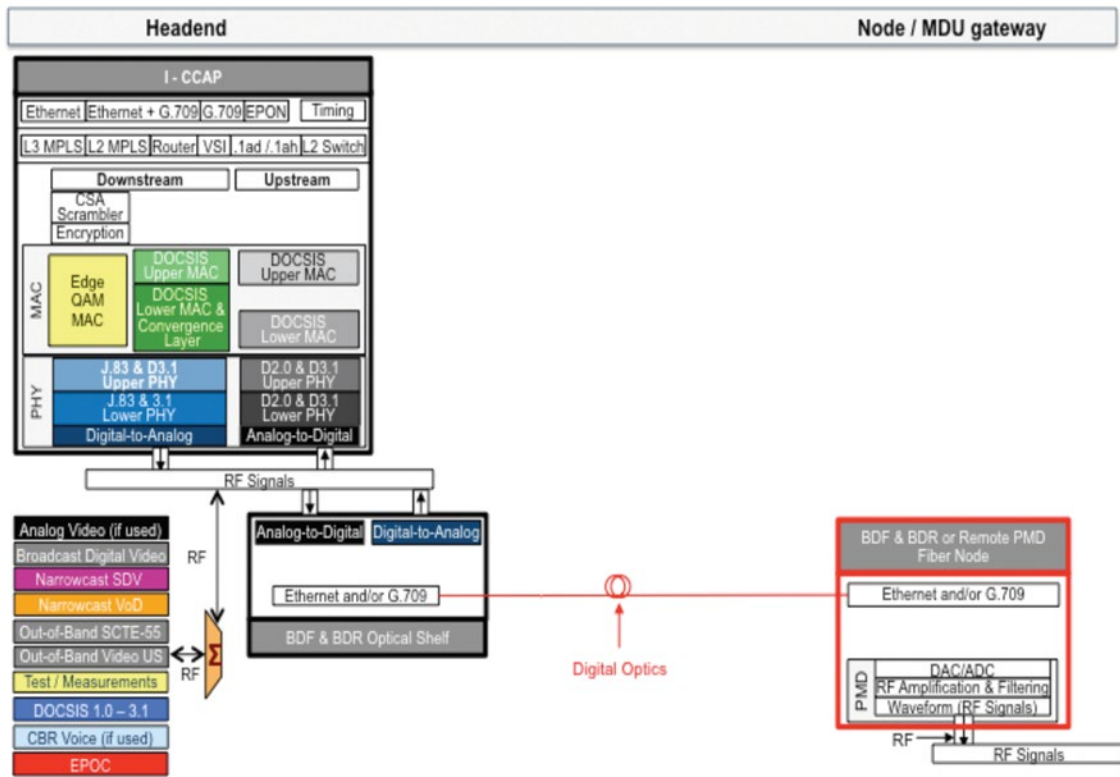 Headend
Node / MDU gateway
I - CCAP
Ethernet
Ethernet + G.709
G.709
EPON
Timing
L3 MPLS
L2 MPLS
Router
VSI
.1ad /.1ah
L2 Switch
Downstream
Upstream
CSA
Scrambler
Encryption
MAC
Edge
QAM
MAC
DOCSIS
Upper MAC
DOCSIS
Lower MAC &
Convergence
Layer
DOCSIS
Upper MAC
DOCSIS
Lower MAC
PHY
J.83 & D3.1
Upper PHY
J.83 & 3.1
Lower PHY
Digital-to-Analog
D2.0 & D3.1
Upper PHY
D2.0 & D3.1
Lower PHY
Analog-to-Digital
RF Signals
Analog Video (if used)
Broadcast Digital Video
Narrowcast SDV
Narrowcast VoD
Out-of-Band SCTE-55
Out-of-Band Video US
Test / Measurements
DOCSIS 1.0 – 3.1
CBR Voice (if used)
EPOC
RF
RF
Σ
Analog-to-Digital
Digital-to-Analog
Ethernet and/or G.709
BDF & BDR Optical Shelf
Digital Optics
BDF & BDR or Remote PMD
Fiber Node
Ethernet and/or G.709
PMD
DAC/ADC
RF Amplification & Filtering
Waveform (RF Signals)
RF
RF Signals